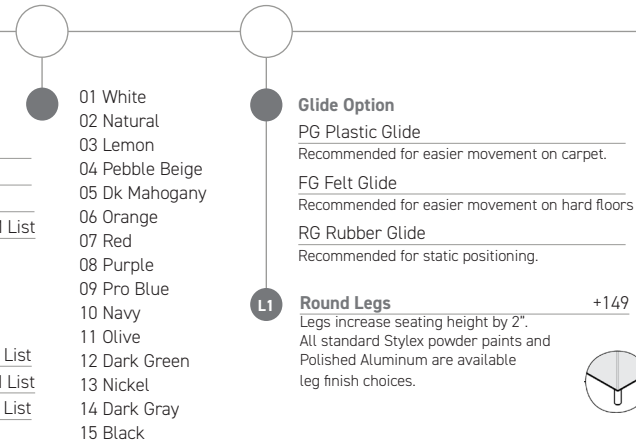 l List
List
l List
List
01 White
02 Natural
03 Lemon
04 Pebble Beige
05 Dk Mahogany
06 Orange
07 Red
08 Purple
09 Pro Blue
10 Navy
11 Olive
12 Dark Green
13 Nickel
14 Dark Gray
15 Black
Glide Option
PG Plastic Glide
Recommended for easier movement on carpet.
FG Felt Glide
Recommended for easier movement on hard floors
RG Rubber Glide
Recommended for static positioning.
L1 Round Legs +149
Legs increase seating height by 2”.
All standard Stylex powder paints and
Polished Aluminum are available
leg finish choices.